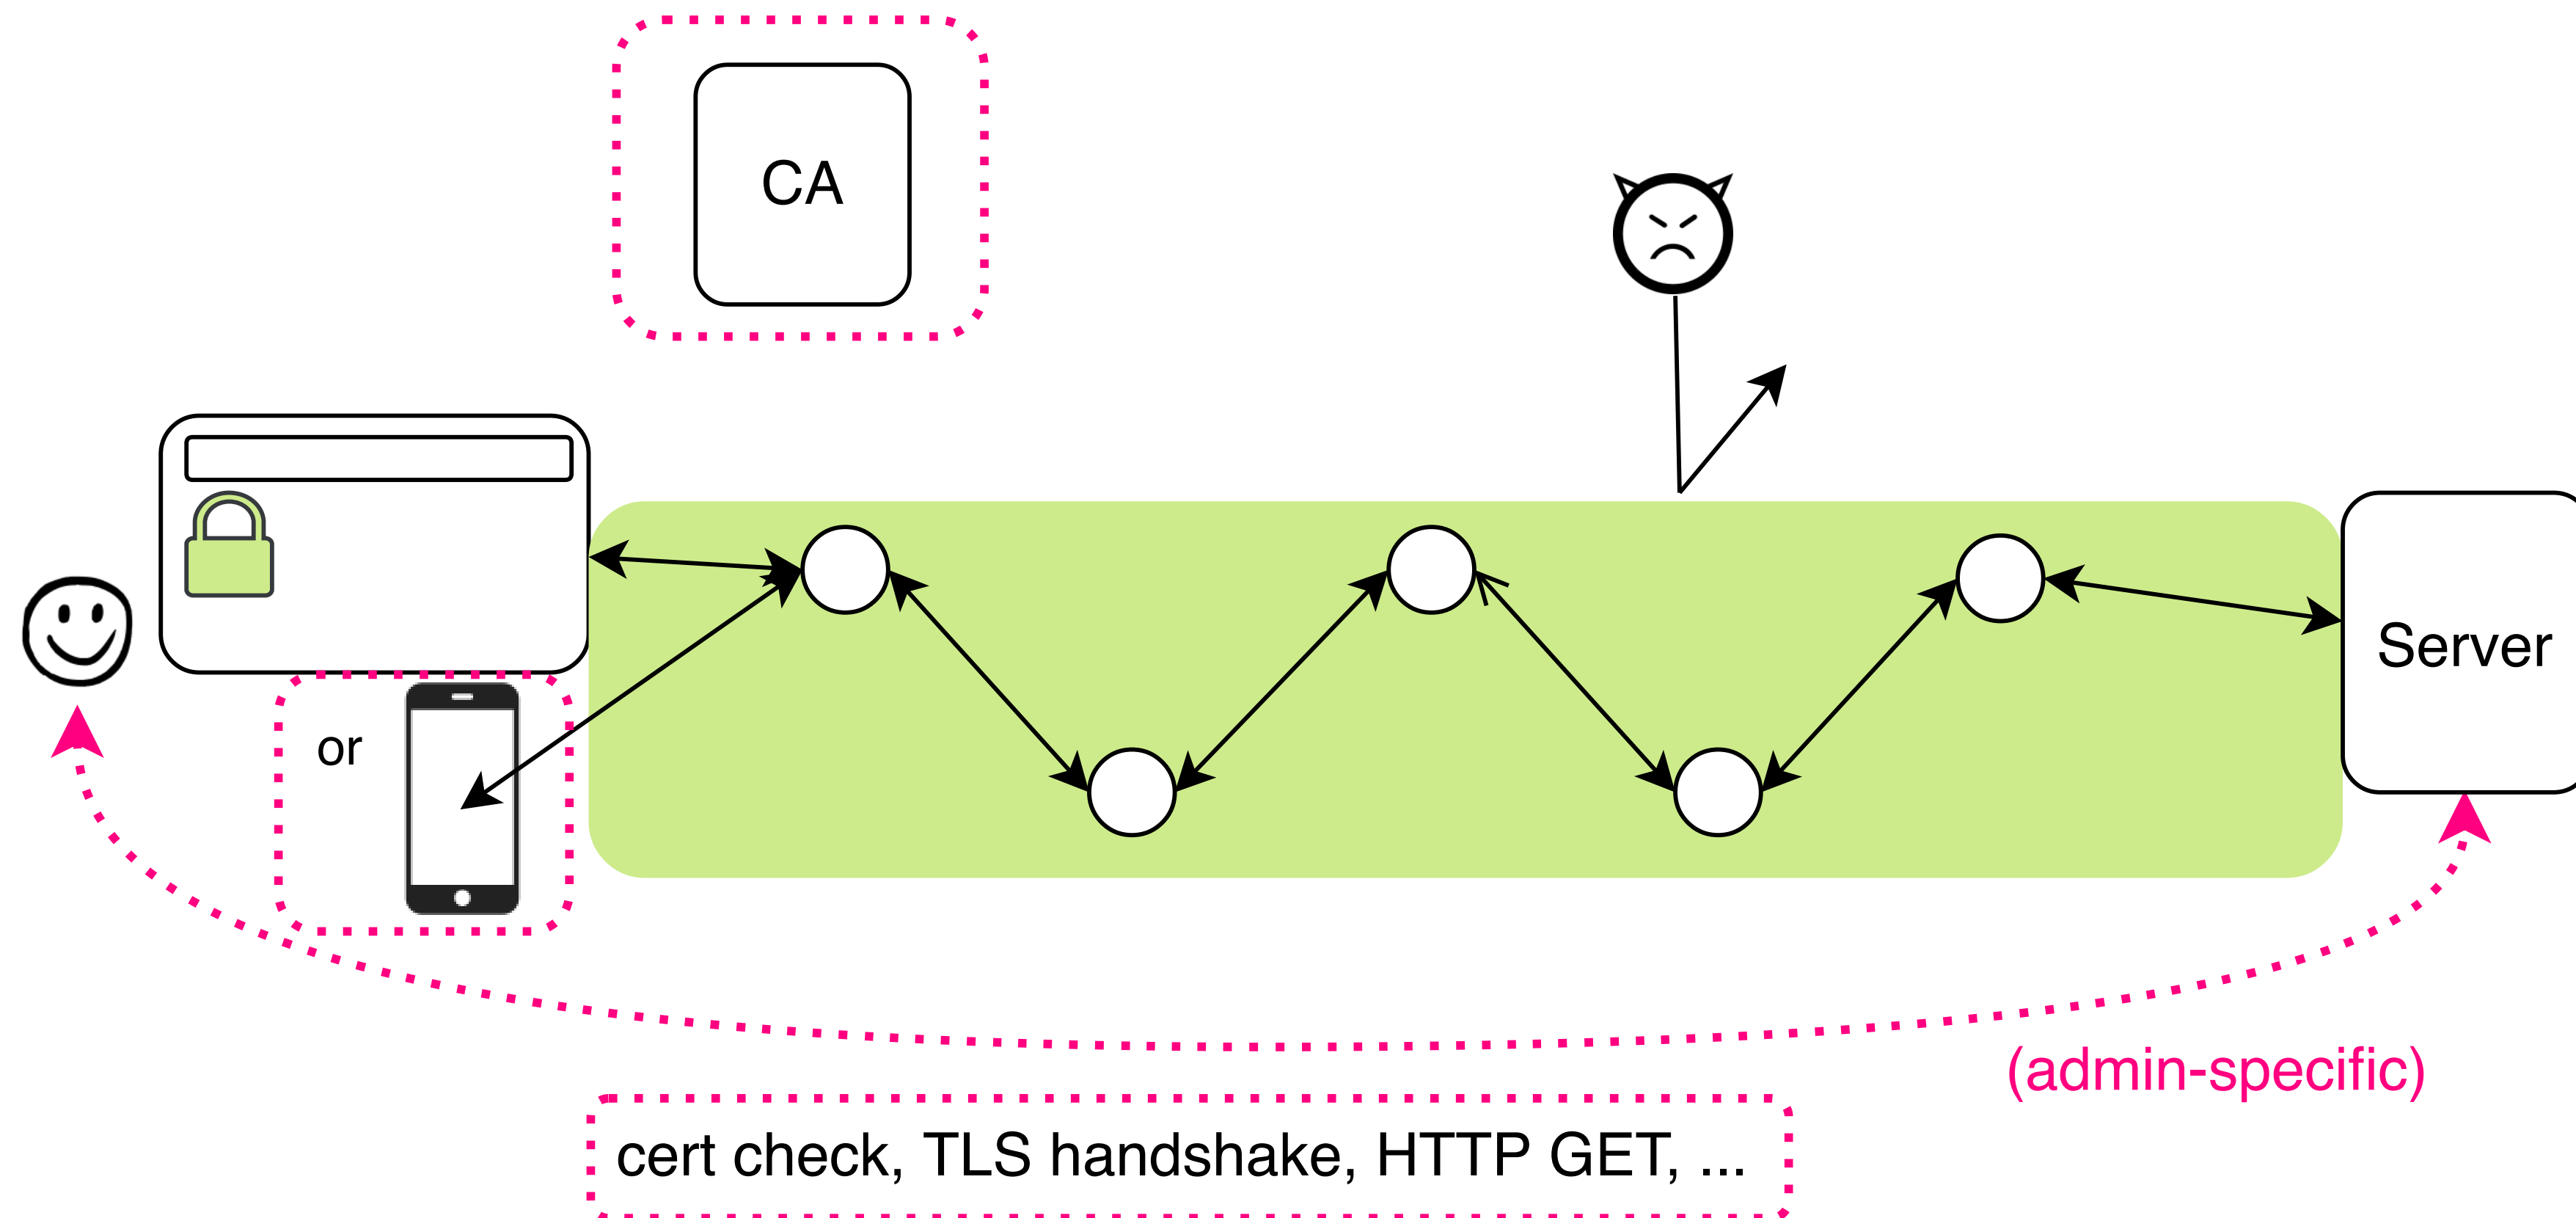 CA
Server
or
(admin-specific)
cert check, TLS handshake, HTTP GET, ...